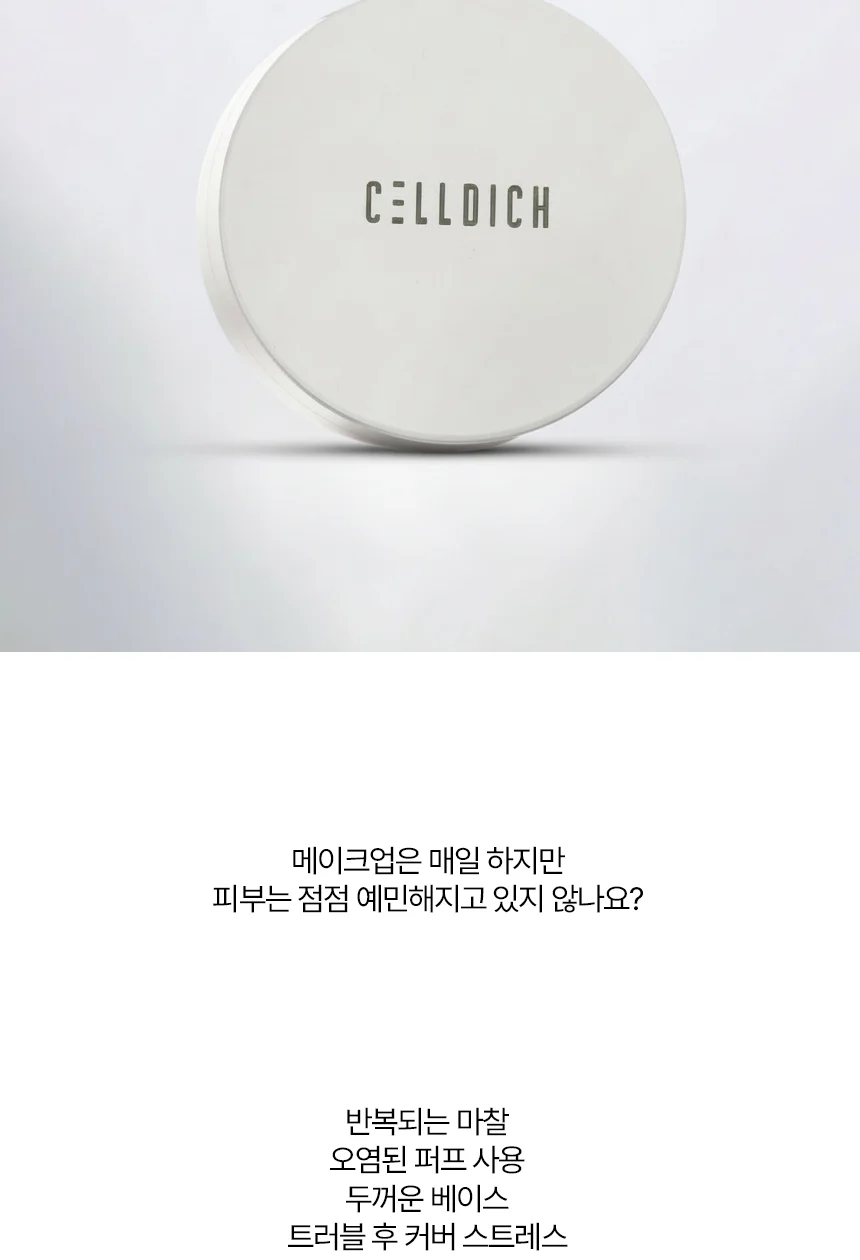 CELLDICH
메이크업은 매일 하지만
피부는 점점 예민해지고 있지 않나요?
반복되는 마찰
오염된 퍼프 사용
두꺼운 베이스
트러블 후 커버 스트레스